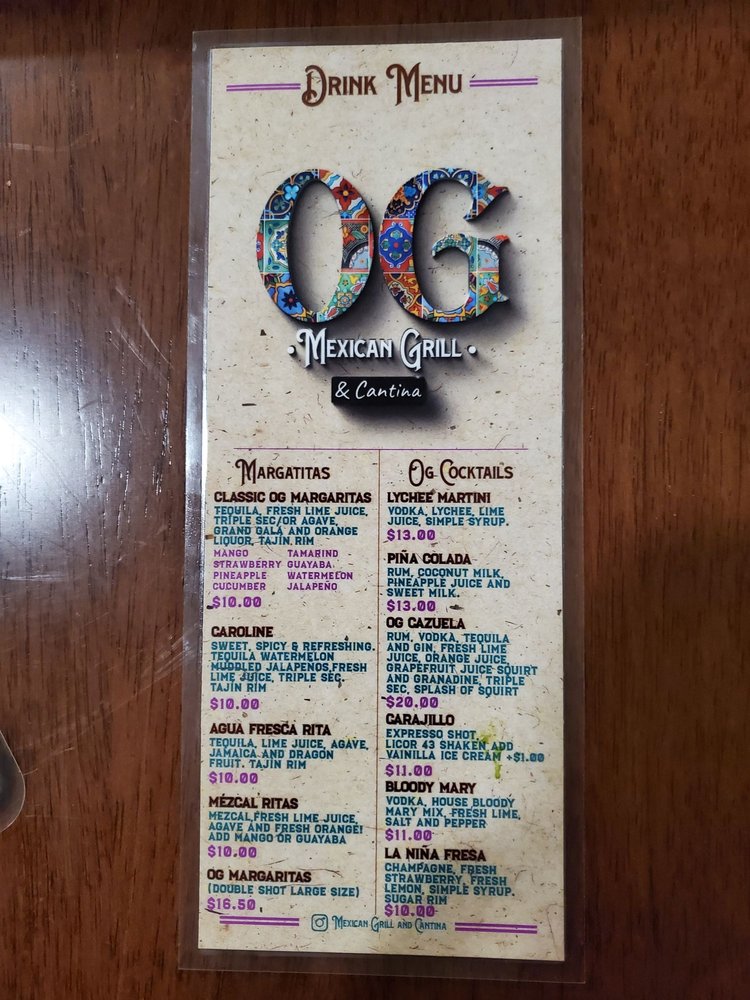 DRINK MENU
OG
• MEXICAN GRILL •
& Cantina
MARGATITAS
CLASSIC OG MARGARITAS
TEQUILA, FRESH LIME JUICE,
TRIPLE SEC/OR AGAVE,
GRAND GALA AND ORANGE
LIQUOR, TAJIN RIM
MANGO TAMARIND
STRAWBERRY GUAYABA
PINEAPPLE WATERMELON
CUCUMBER JALAPEÑO
$10.00
CAROLINE
SWEET, SPICY & REFRESHING.
TEQUILA WATERMELON
MUDDLED JALAPEÑOS,FRESH
LIME JUICE, TRIPLE SEC.
TAJIN RIM
$10.00
AGUA FRESCA RITA
TEQUILA, LIME JUICE, AGAVE,
JAMAICA AND DRAGON
FRUIT. TAJIN RIM
$10.00
MEZCAL RITAS
MEZCAL,FRESH LIME JUICE,
AGAVE AND FRESH ORANGE!
ADD MANGO OR GUAYABA
$10.00
OG MARGARITAS
(DOUBLE SHOT LARGE SIZE)
$16.50
OG COCKTAILS
LYCHEE MARTINI
VODKA, LYCHEE, LIME
JUICE, SIMPLE SYRUP.
$13.00
PIÑA COLADA
RUM, COCONUT MILK,
PINEAPPLE JUICE AND
SWEET MILK.
$13.00
OG CAZUELA
RUM, VODKA, TEQUILA
AND GIN, FRESH LIME
JUICE, ORANGE JUICE
GRAPEFRUIT JUICE SQUIRT
AND GRANADINE, TRIPLE
SEC, SPLASH OF SQUIRT
$20.00
CARAJILLO
EXPRESSO SHOT,
LICOR 43 SHAKEN ADD
VAINILLA ICE CREAM +$1.00
$11.00
BLOODY MARY
VODKA, HOUSE BLOODY
MARY MIX, FRESH LIME,
SALT AND PEPPER
$11.00
LA NIÑA FRESA
CHAMPAGNE, FRESH
STRAWBERRY, FRESH
LEMON, SIMPLE SYRUP.
SUGAR RIM
$10.00
MEXICAN GRILL AND CANTINA